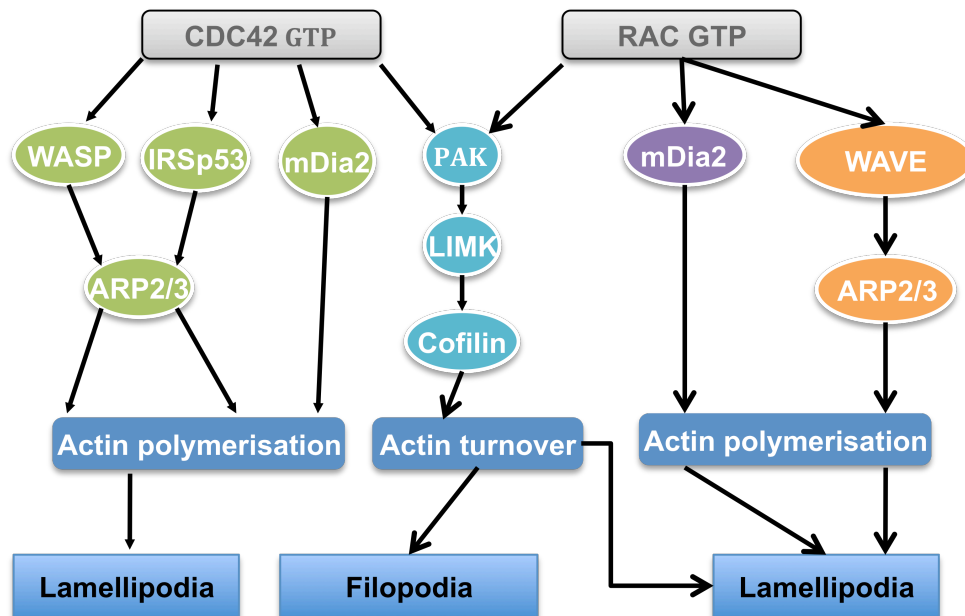 CDC42 GTP
RAC GTP
WASP
IRSp53
mDia2
PAK
mDia2
WAVE
LIMK
ARP2/3
ARP2/3
Cofilin
Actin polymerisation
Actin turnover
Actin polymerisation
Lamellipodia
Filopodia
Lamellipodia